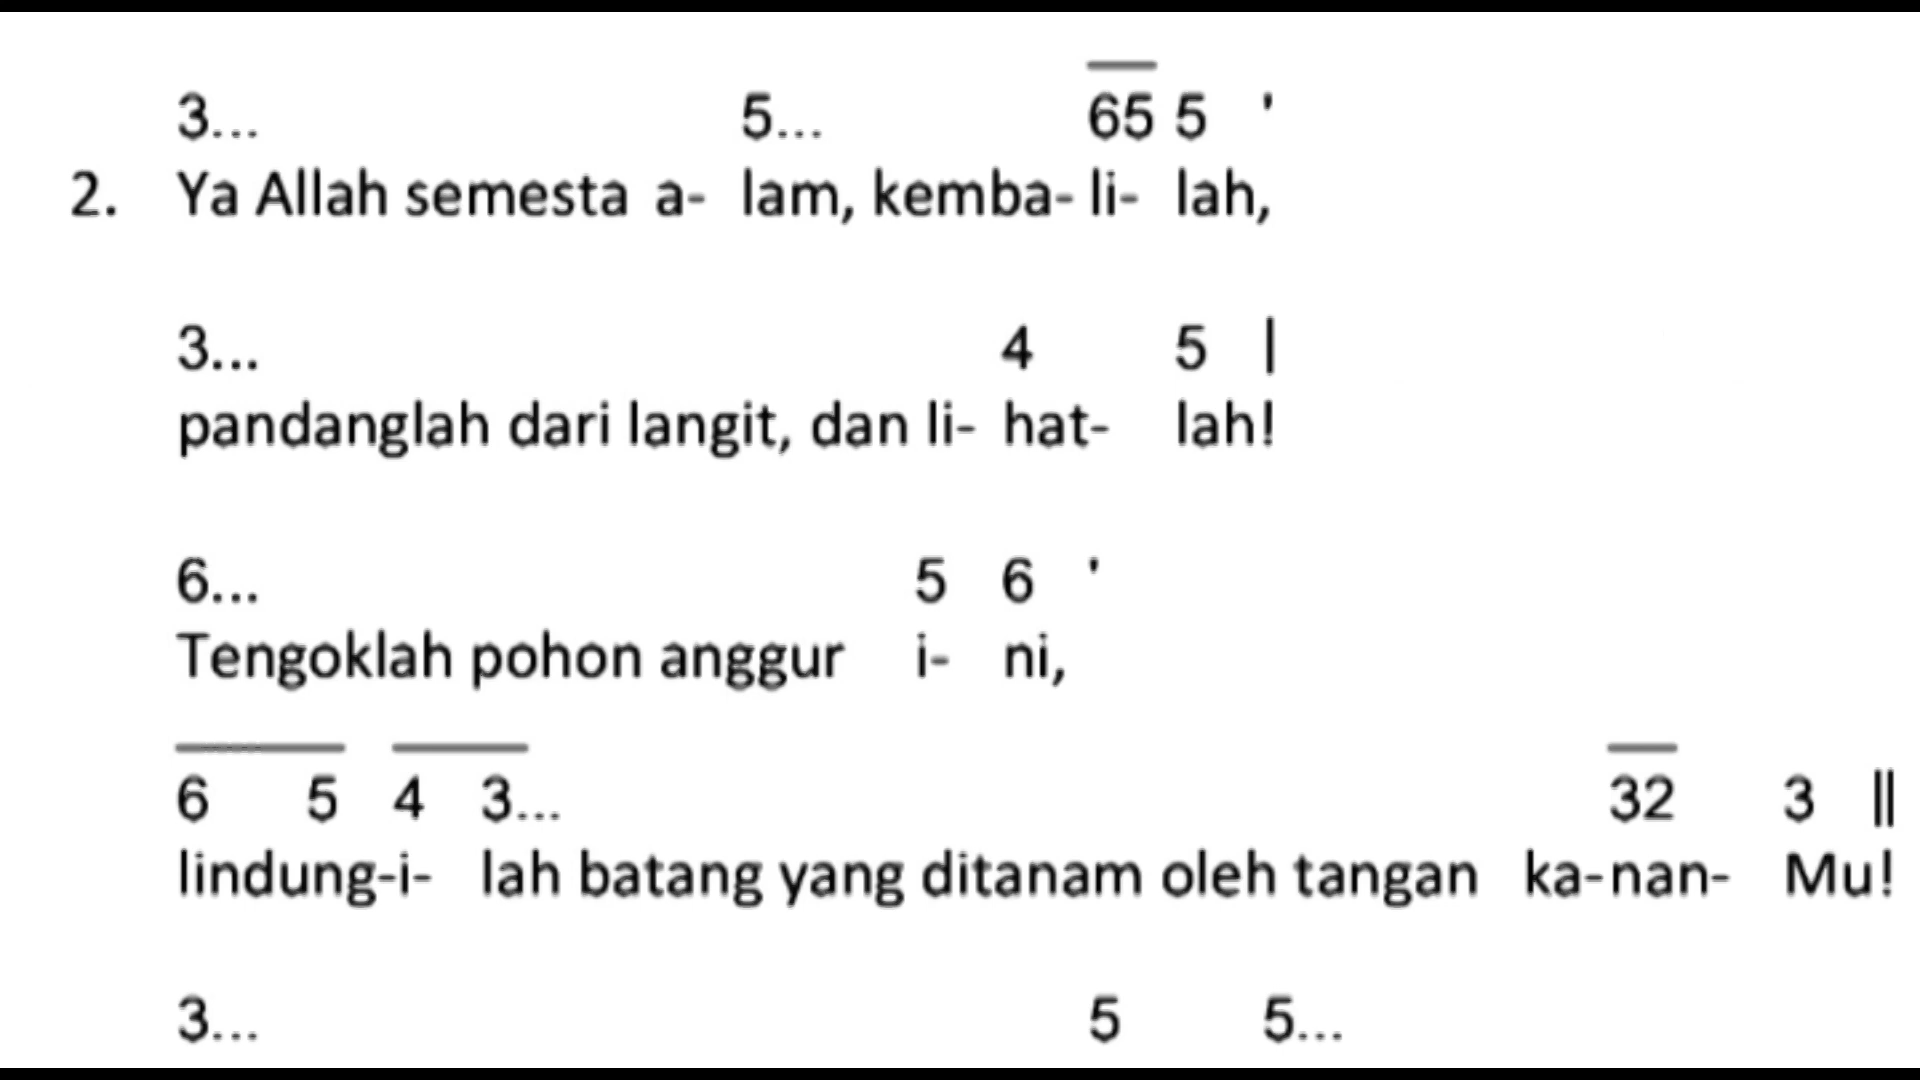 3... 5... 65 5 '
2. Ya Allah semesta a- lam, kemba- li- lah,
3... 4 5 |
pandanglah dari langit, dan li- hat- lah!
6... 5 6 '
Tengoklah pohon anggur i- ni,
6 5 4 3... 32 3 ||
lindung-i- lah batang yang ditanam oleh tangan ka-nan- Mu!
3... 5 5...